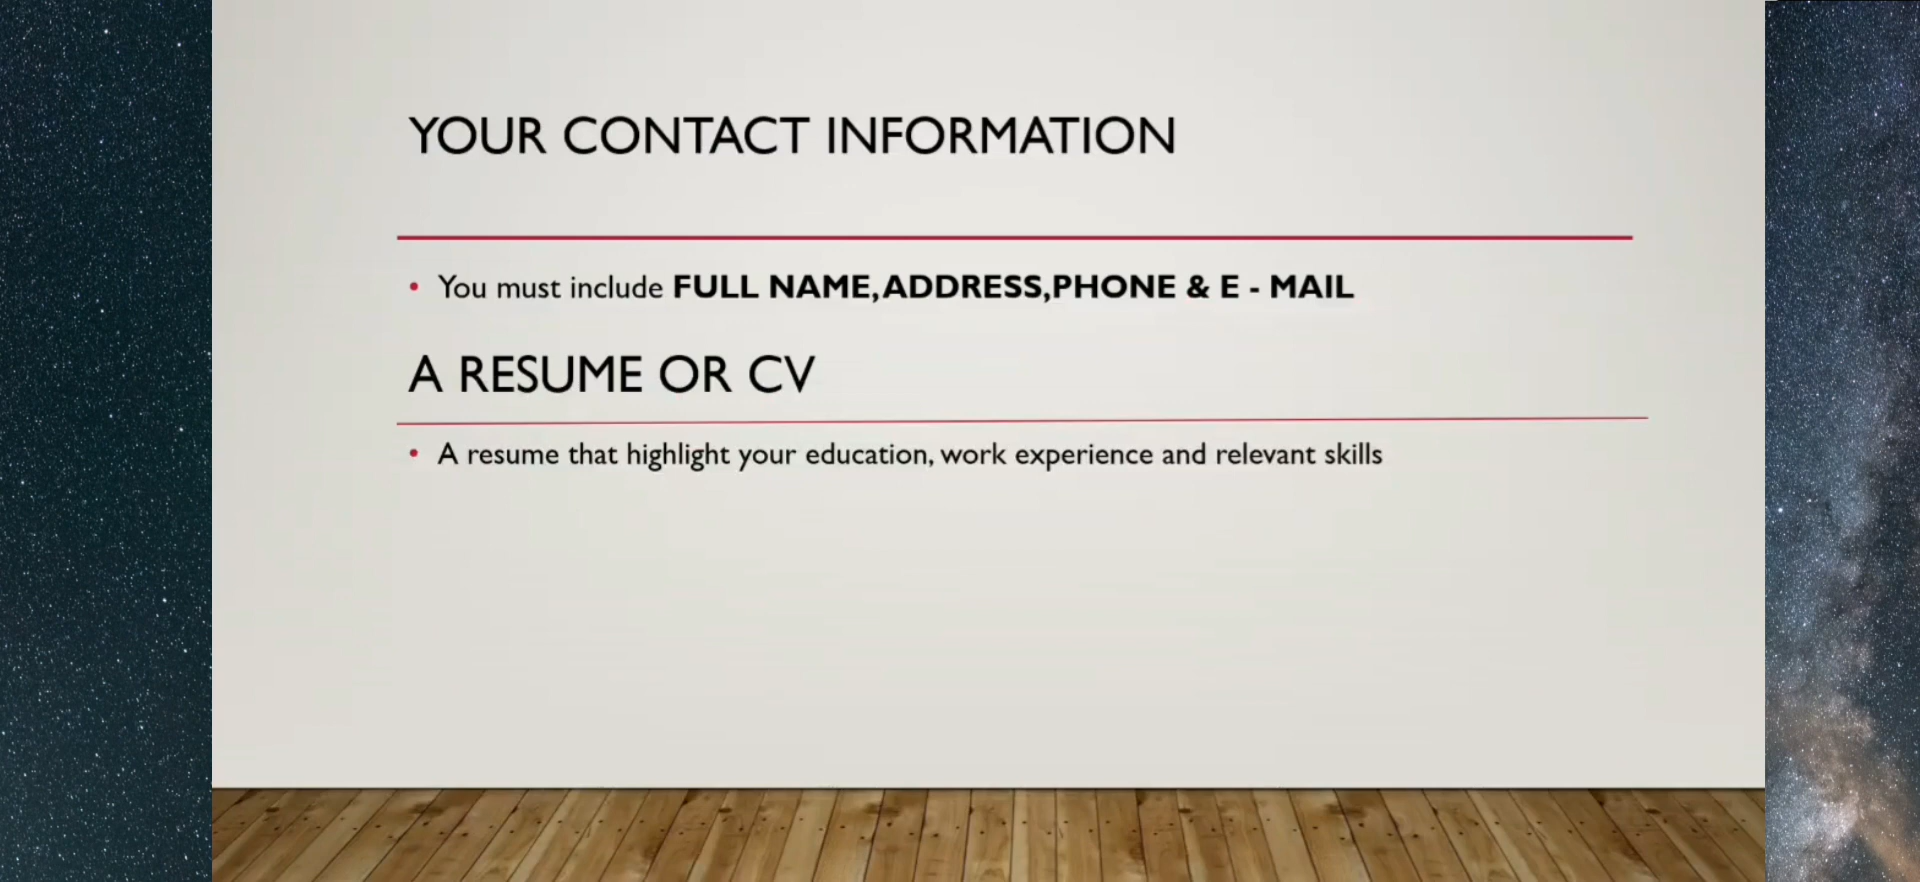 YOUR CONTACT INFORMATION
• You must include FULL NAME,ADDRESS,PHONE & E - MAIL
A RESUME OR CV
• A resume that highlight your education, work experience and relevant skills